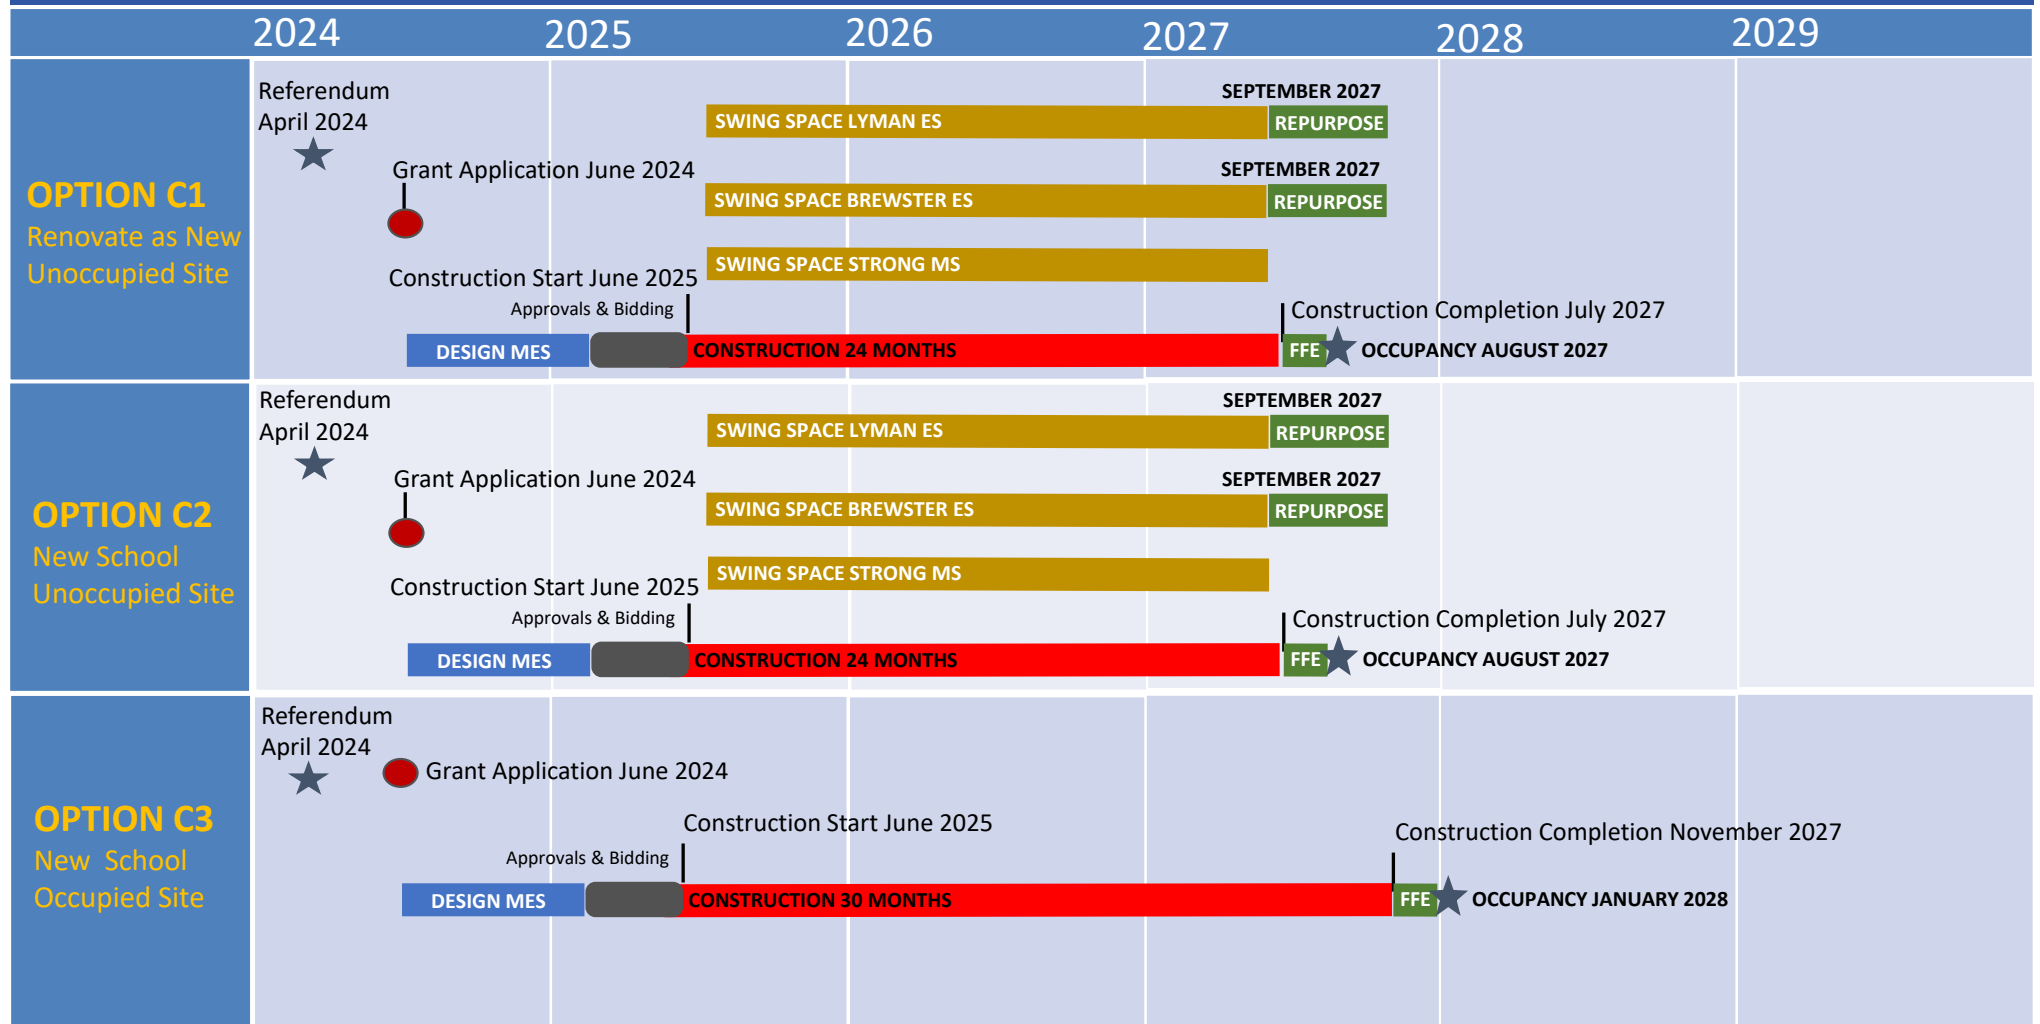 2024 2025 2026 2027 2028 2029
OPTION C1
Renovate as New
Unoccupied Site
Referendum
April 2024
Grant Application June 2024
SEPTEMBER 2027
SWING SPACE LYMAN ES REPURPOSE
SEPTEMBER 2027
SWING SPACE BREWSTER ES REPURPOSE
SWING SPACE STRONG MS
Construction Start June 2025
Approvals & Bidding
Construction Completion July 2027
DESIGN MES CONSTRUCTION 24 MONTHS FFE OCCUPANCY AUGUST 2027
OPTION C2
New School
Unoccupied Site
Referendum
April 2024
Grant Application June 2024
SEPTEMBER 2027
SWING SPACE LYMAN ES REPURPOSE
SEPTEMBER 2027
SWING SPACE BREWSTER ES REPURPOSE
SWING SPACE STRONG MS
Construction Start June 2025
Approvals & Bidding
Construction Completion July 2027
DESIGN MES CONSTRUCTION 24 MONTHS FFE OCCUPANCY AUGUST 2027
OPTION C3
New School
Occupied Site
Referendum
April 2024
Grant Application June 2024
Construction Start June 2025
Approvals & Bidding
Construction Completion November 2027
DESIGN MES CONSTRUCTION 30 MONTHS FFE OCCUPANCY JANUARY 2028